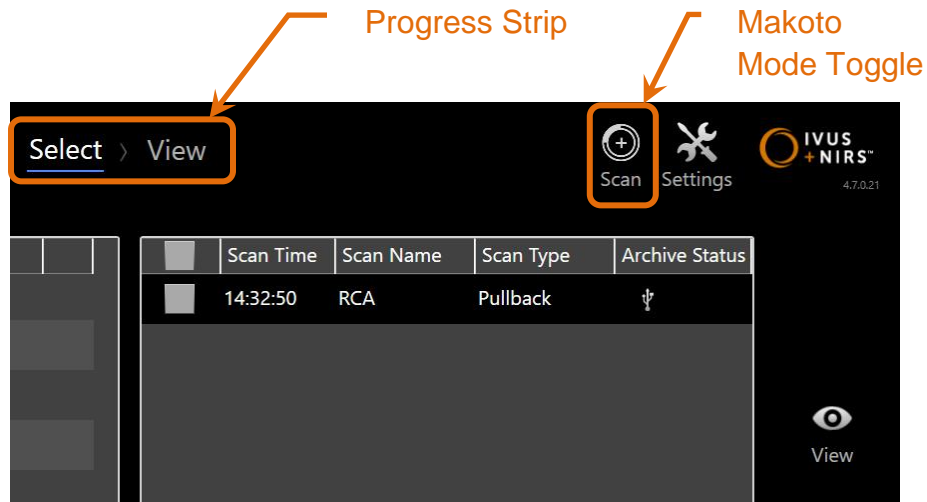 Progress Strip
Makoto
Mode Toggle
Select > View
Scan
Settings
IVUS
+NIRS™
4.7.0.21
Scan Time Scan Name Scan Type Archive Status
14:32:50 RCA Pullback
View